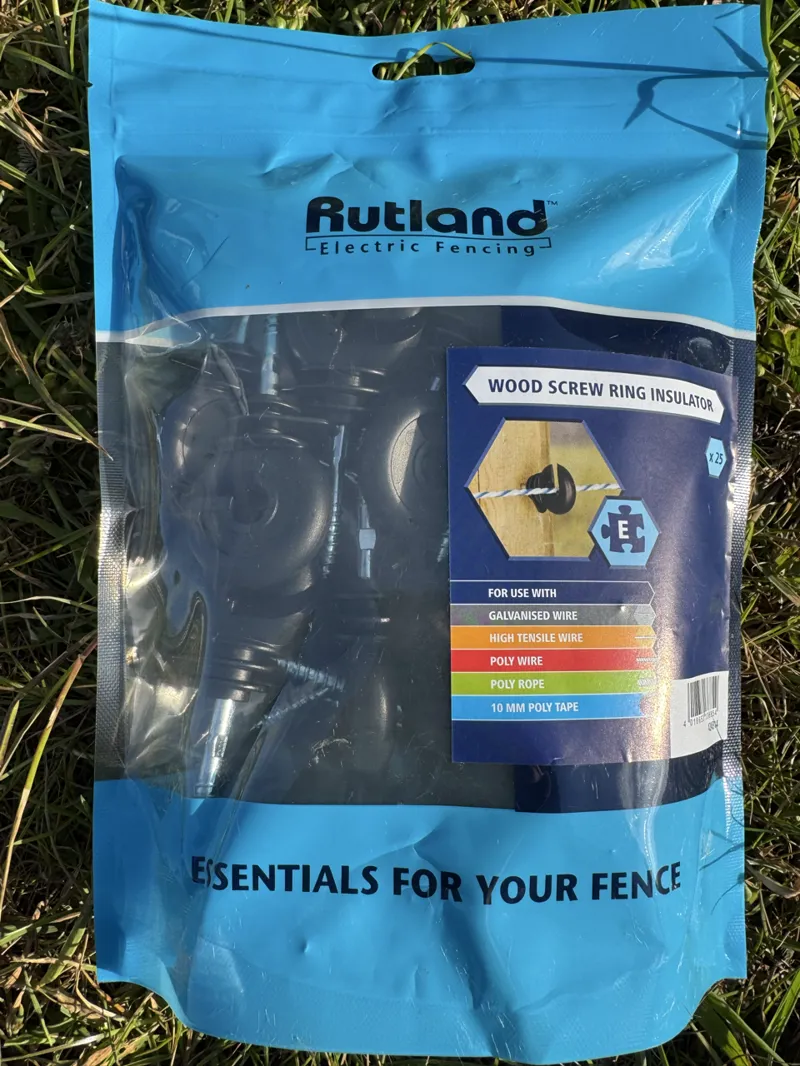 Rutland™
Electric Fencing
WOOD SCREW RING INSULATOR
x 25
E
FOR USE WITH
GALVANISED WIRE
HIGH TENSILE WIRE
POLY WIRE
POLY ROPE
10 MM POLY TAPE
ESSENTIALS FOR YOUR FENCE